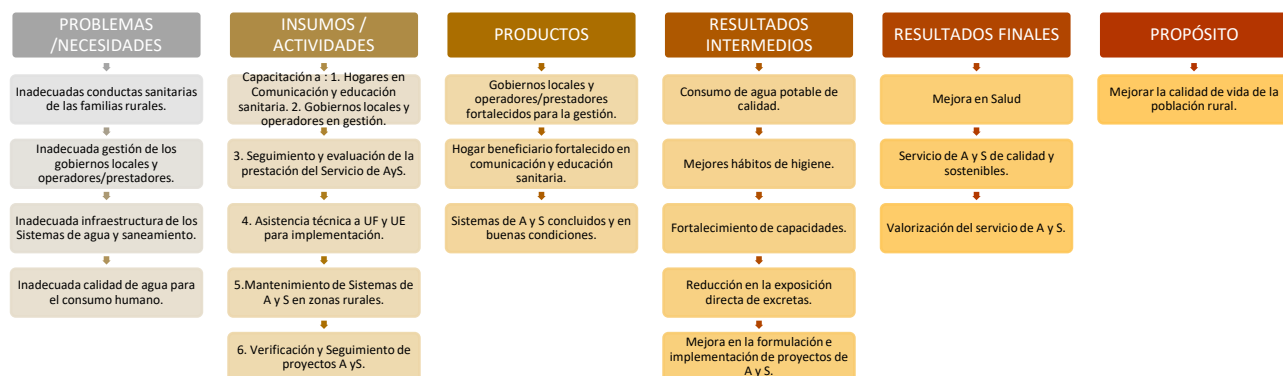 PROBLEMAS
/NECESIDADES
Inadecuadas conductas sanitarias
de las familias rurales.
Inadecuada gestión de los
gobiernos locales y
operadores/prestadores.
Inadecuada infraestructura de los
Sistemas de agua y saneamiento.
Inadecuada calidad de agua para
el consumo humano.
INSUMOS /
ACTIVIDADES
Capacitación a : 1. Hogares en
Comunicación y educación
sanitaria. 2. Gobiernos locales y
operadores en gestión.
3. Seguimiento y evaluación de la
prestación del Servicio de AyS.
4. Asistencia técnica a UF y UE
para implementación.
5.Mantenimiento de Sistemas de
A y S en zonas rurales.
6. Verificación y Seguimiento de
proyectos A yS.
PRODUCTOS
Gobiernos locales y
operadores/prestadores
fortalecidos para la gestión.
Hogar beneficiario fortalecido en
comunicación y educación
sanitaria.
Sistemas de A y S concluidos y en
buenas condiciones.
RESULTADOS
INTERMEDIOS
Consumo de agua potable de
calidad.
Mejores hábitos de higiene.
Fortalecimiento de capacidades.
Reducción en la exposición
directa de excretas.
Mejora en la formulación e
implementación de proyectos de
A y S.
RESULTADOS FINALES
Mejora en Salud
Servicio de A y S de calidad y
sostenibles.
Valorización del servicio de A y S.
PROPÓSITO
Mejorar la calidad de vida de la
población rural.